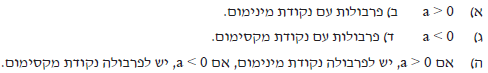 א) a > 0 ב) פרבולות עם נקודת מינימום.
ג) a < 0 ד) פרבולות עם נקודת מקסימום.
ה) אם a > 0, יש לפרבולה נקודת מינימום, אם a < 0, יש לפרבולה נקודת מקסימום.